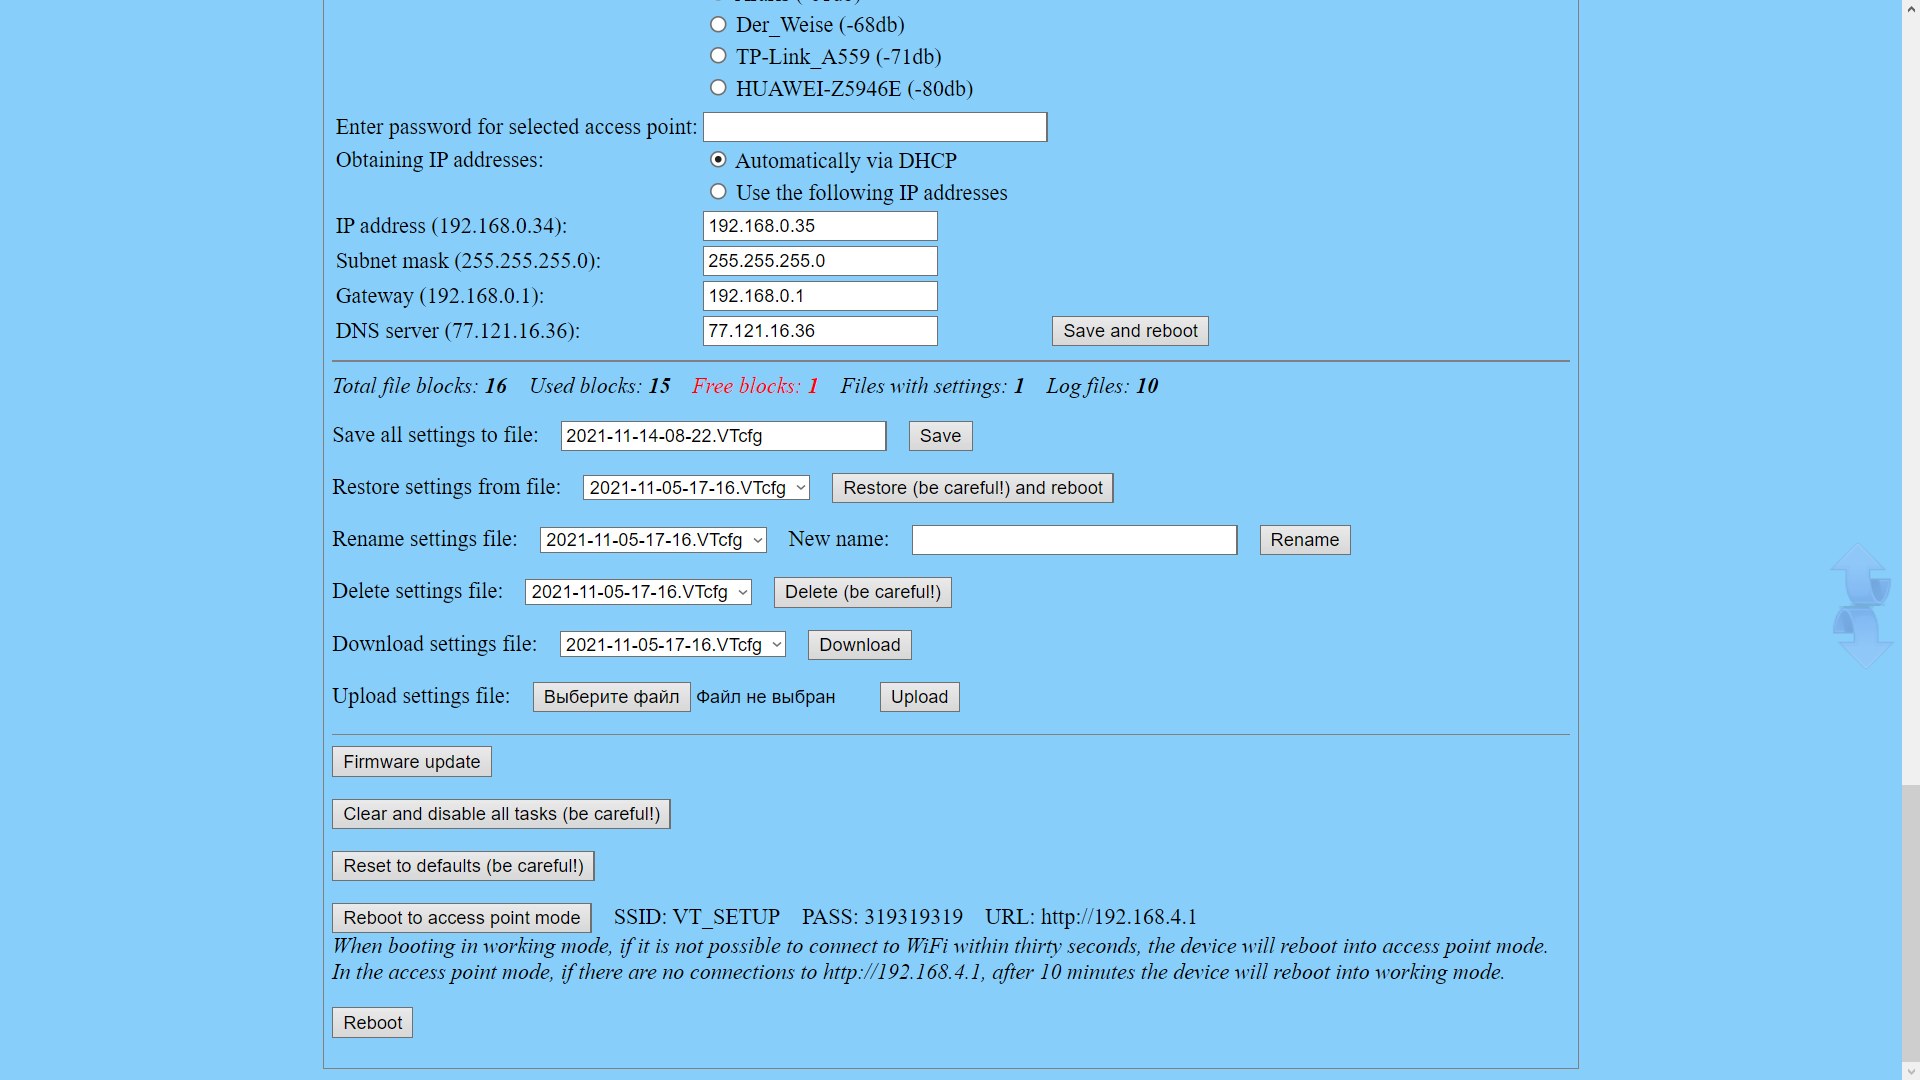 Der_Weise (-68db)
TP-Link_A559 (-71db)
HUAWEI-Z5946E (-80db)
Enter password for selected access point:
Obtaining IP addresses: Automatically via DHCP
Use the following IP addresses
IP address (192.168.0.34): 192.168.0.35
Subnet mask (255.255.255.0): 255.255.255.0
Gateway (192.168.0.1): 192.168.0.1
DNS server (77.121.16.36): 77.121.16.36 Save and reboot
Total file blocks: 16 Used blocks: 15 Free blocks: 1 Files with settings: 1 Log files: 10
Save all settings to file: 2021-11-14-08-22.VTcfg Save
Restore settings from file: 2021-11-05-17-16.VTcfg Restore (be careful!) and reboot
Rename settings file: 2021-11-05-17-16.VTcfg New name: Rename
Delete settings file: 2021-11-05-17-16.VTcfg Delete (be careful!)
Download settings file: 2021-11-05-17-16.VTcfg Download
Upload settings file: Выберите файл Файл не выбран Upload
Firmware update
Clear and disable all tasks (be careful!)
Reset to defaults (be careful!)
Reboot to access point mode SSID: VT_SETUP PASS: 319319319 URL: http://192.168.4.1
When booting in working mode, if it is not possible to connect to WiFi within thirty seconds, the device will reboot into access point mode.
In the access point mode, if there are no connections to http://192.168.4.1, after 10 minutes the device will reboot into working mode.
Reboot